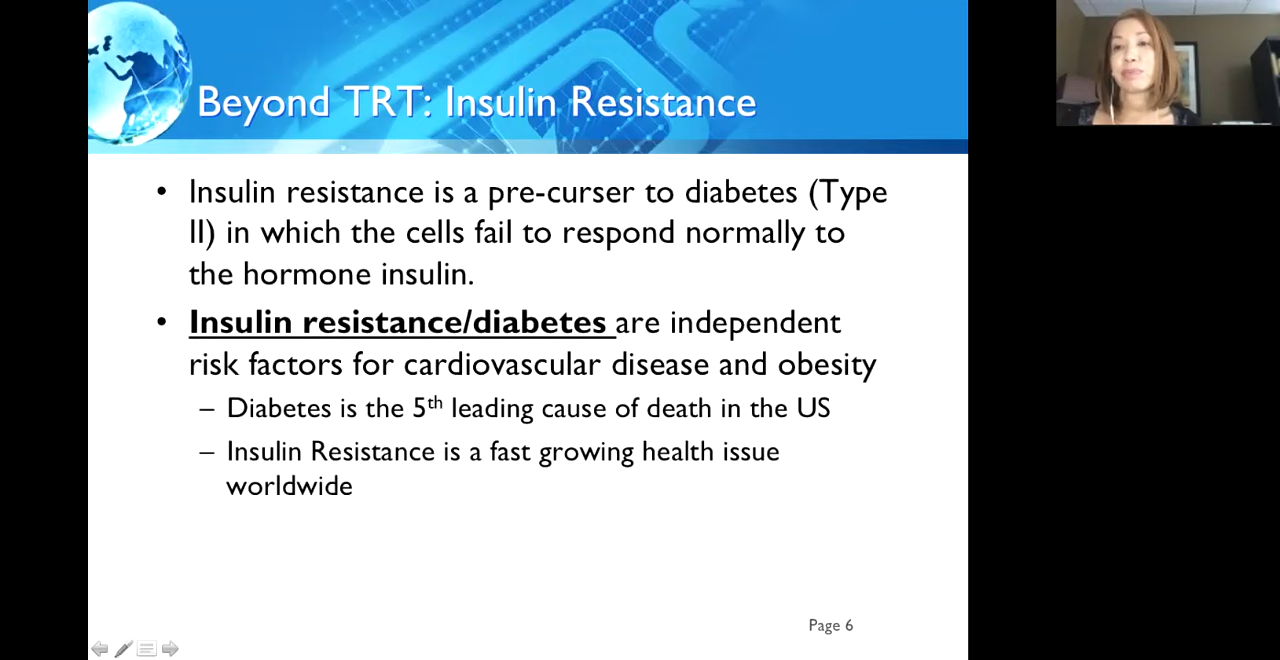 Beyond TRT: Insulin Resistance
• Insulin resistance is a pre-curser to diabetes (Type
II) in which the cells fail to respond normally to
the hormone insulin.
• Insulin resistance/diabetes are independent
risk factors for cardiovascular disease and obesity
– Diabetes is the 5th leading cause of death in the US
– Insulin Resistance is a fast growing health issue
worldwide
Page 6